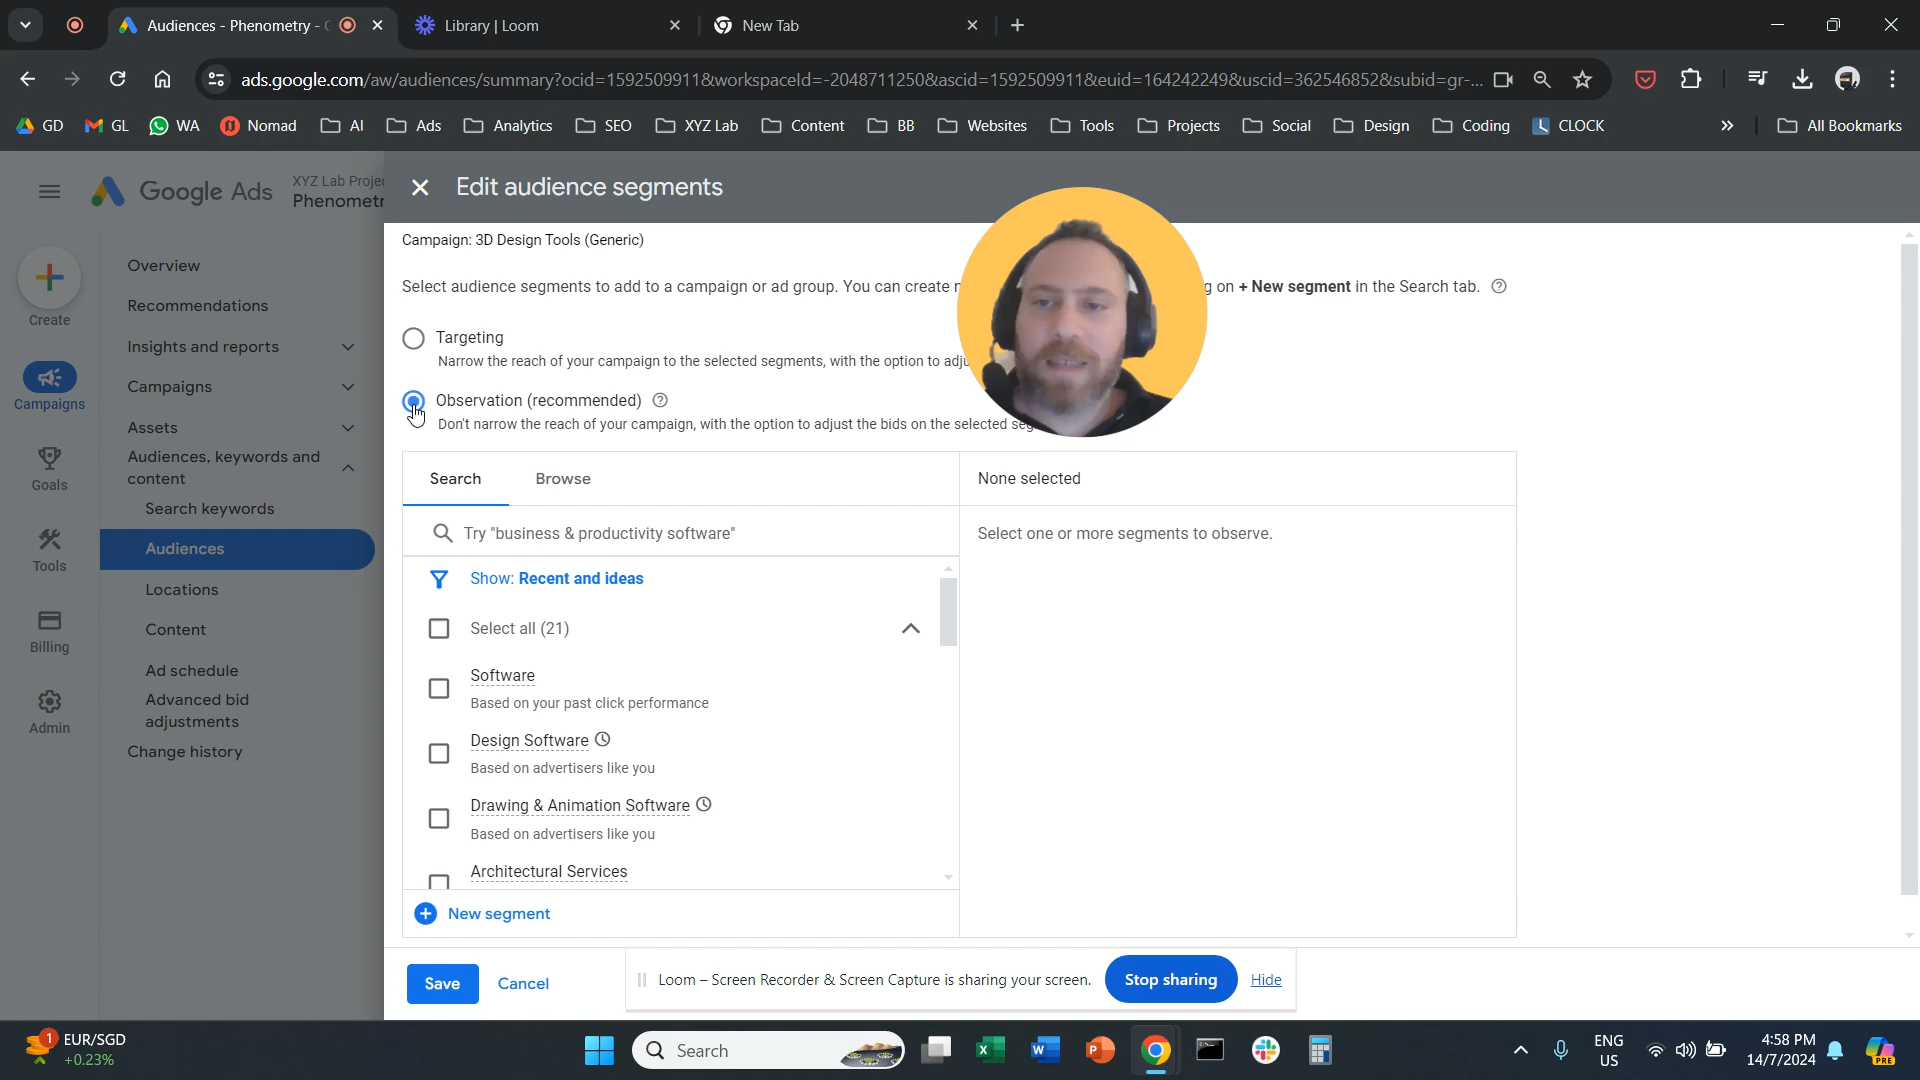 Audiences - Phenometry - G
Library | Loom
New Tab
ads.google.com/aw/audiences/summary?ocid=1592509911&workspaceId=-2048711250&ascid=1592509911&euid=164242249&uscid=362546852&subid=gr-...
GD
GL
WA
Nomad
AI
Ads
Analytics
SEO
XYZ Lab
Content
BB
Websites
Tools
Projects
Social
Design
Coding
CLOCK
All Bookmarks
Google Ads
XYZ Lab Proje
Phenometr
Edit audience segments
Create
Campaigns
Goals
Tools
Billing
Admin
Overview
Recommendations
Insights and reports
Campaigns
Assets
Audiences, keywords and
content
Search keywords
Audiences
Locations
Content
Ad schedule
Advanced bid
adjustments
Change history
Campaign: 3D Design Tools (Generic)
Select audience segments to add to a campaign or ad group. You can create n g on + New segment in the Search tab.
Targeting
Narrow the reach of your campaign to the selected segments, with the option to adju
Observation (recommended)
Don't narrow the reach of your campaign, with the option to adjust the bids on the selected seg
Search
Browse
None selected
Try "business & productivity software"
Select one or more segments to observe.
Show: Recent and ideas
Select all (21)
Software
Based on your past click performance
Design Software
Based on advertisers like you
Drawing & Animation Software
Based on advertisers like you
Architectural Services
New segment
Save
Cancel
Loom – Screen Recorder & Screen Capture is sharing your screen.
Stop sharing
Hide
1
EUR/SGD
+0.23%
Search
ENG
US
4:58 PM
14/7/2024
PRE